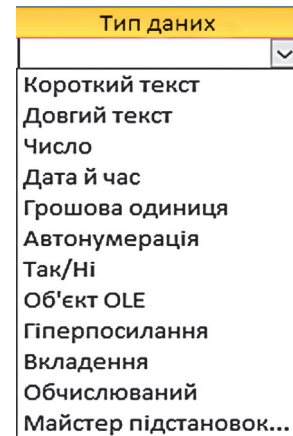 Тип даних
Короткий текст
Довгий текст
Число
Дата й час
Грошова одиниця
Автонумерація
Так/Ні
Об'єкт OLE
Гіперпосилання
Вкладення
Обчислюваний
Майстер підстановок...